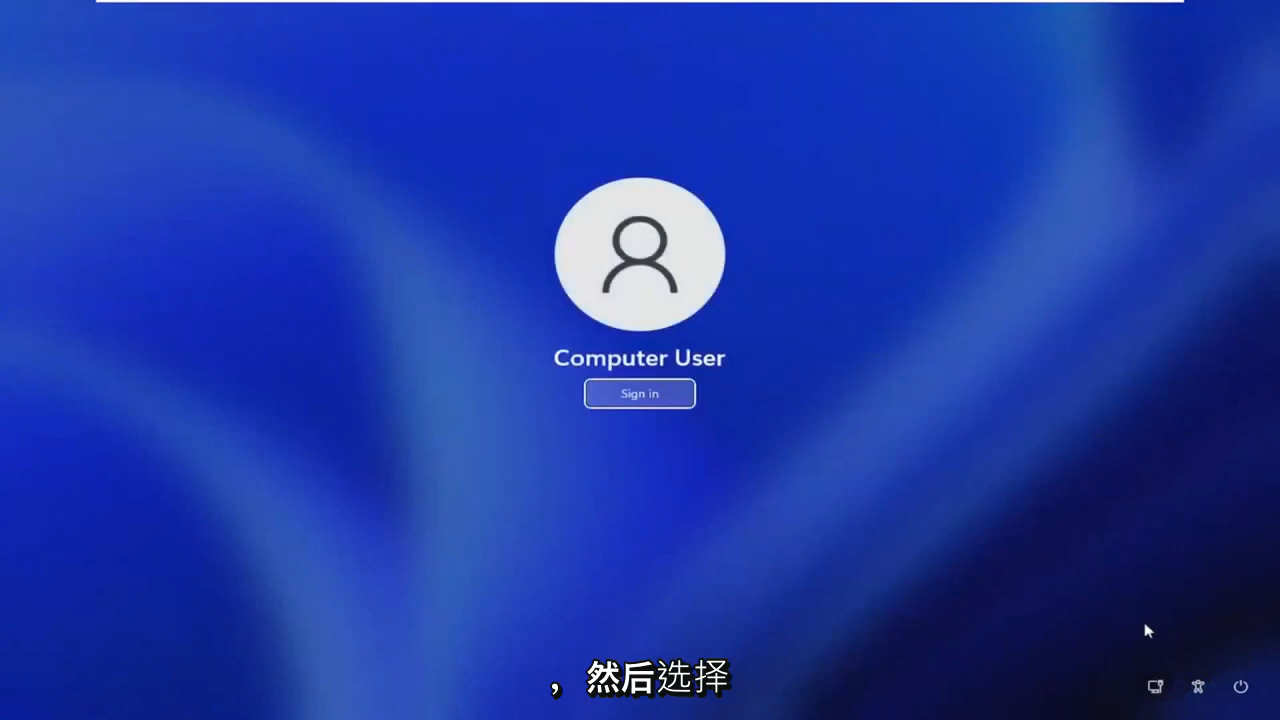 Computer User
Sign in
，然后选择